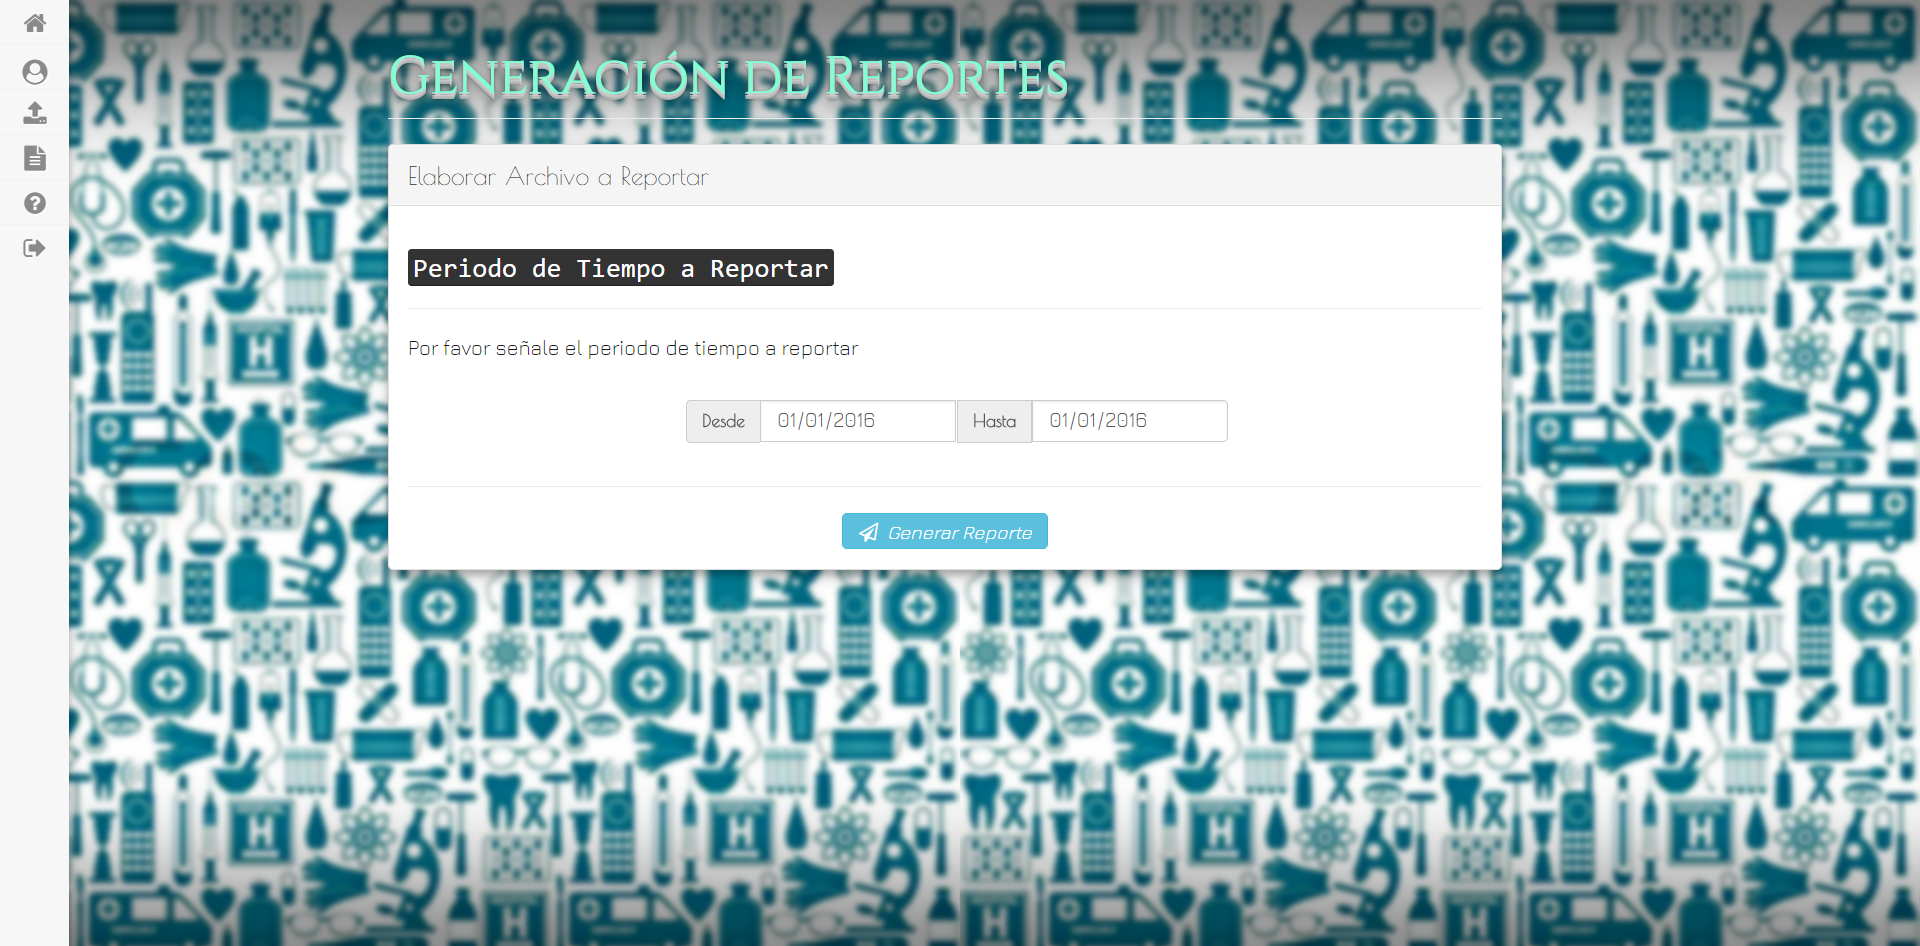 Generación de Reportes
Elaborar Archivo a Reportar
Periodo de Tiempo a Reportar
Por favor señale el periodo de tiempo a reportar
Desde 01/01/2016 Hasta 01/01/2016
Generar Reporte